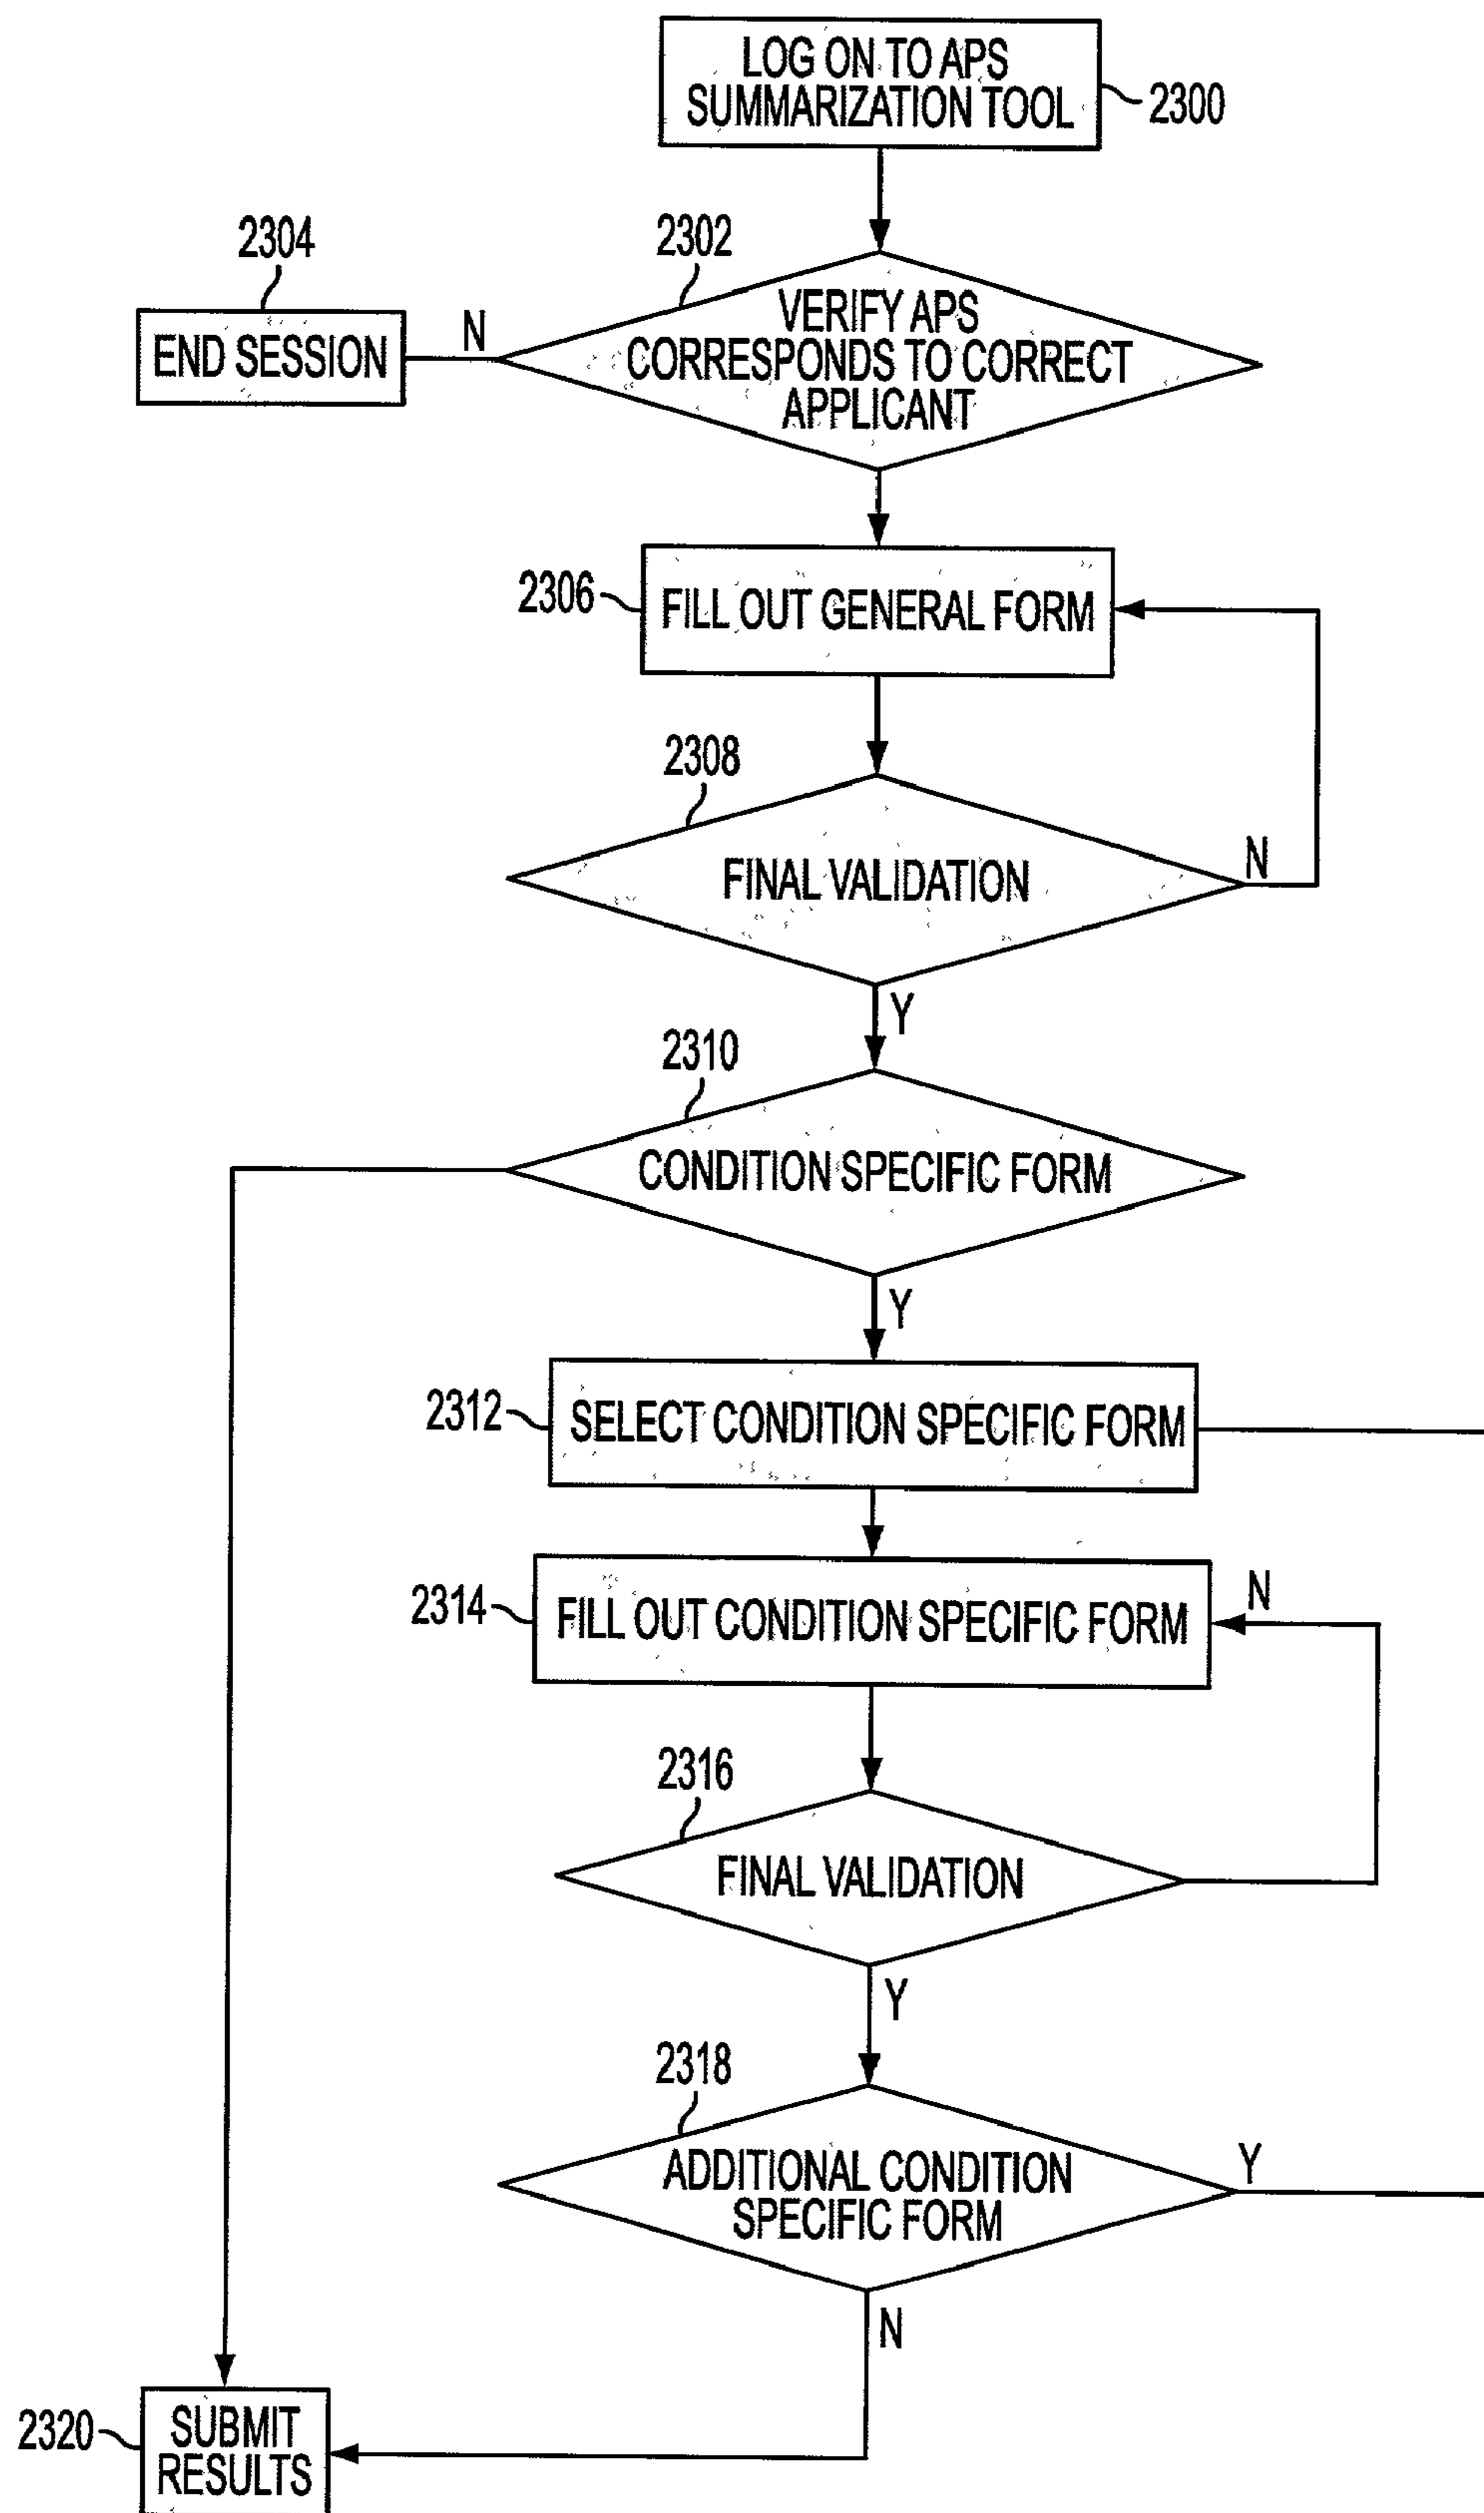 LOG ON TO APS
SUMMARIZATION TOOL
2300
2304
2302
END SESSION
N
VERIFY APS
CORRESPONDS TO CORRECT
APPLICANT
2306
FILL OUT GENERAL FORM
2308
FINAL VALIDATION
N
Y
2310
CONDITION SPECIFIC FORM
Y
2312
SELECT CONDITION SPECIFIC FORM
2314
FILL OUT CONDITION SPECIFIC FORM
N
2316
FINAL VALIDATION
Y
2318
ADDITIONAL CONDITION
SPECIFIC FORM
Y
N
2320
SUBMIT
RESULTS